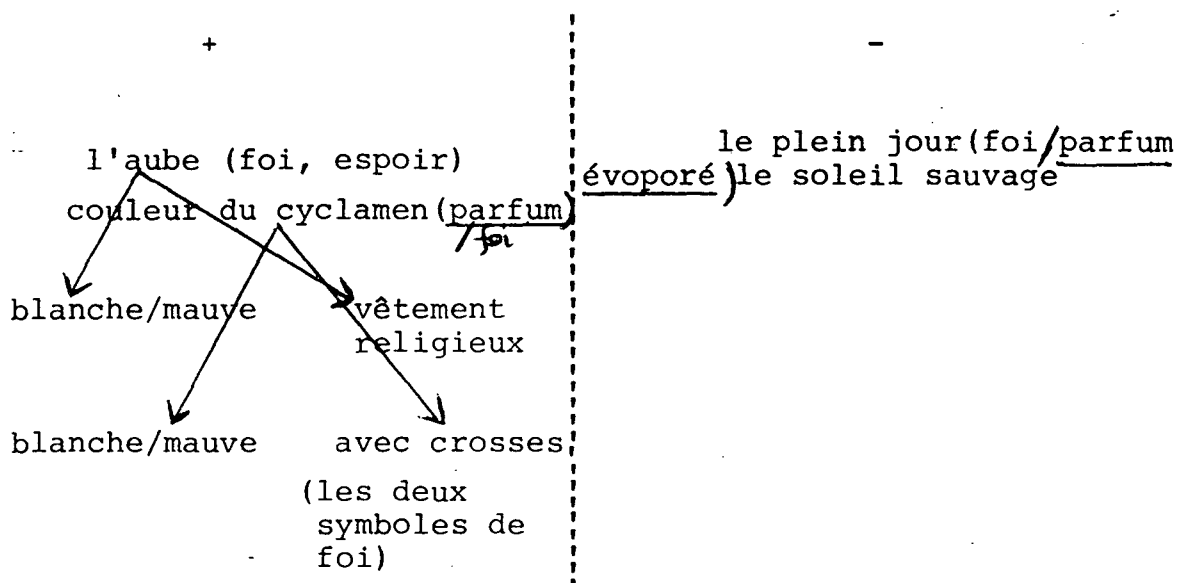 +
l'aube (foi, espoir)
couleur du cyclamen(parfum)
/foi
blanche/mauve vêtement
religieux
blanche/mauve avec crosses
(les deux
symboles de
foi)
-
le plein jour(foi/parfum
évoporé)le soleil sauvage